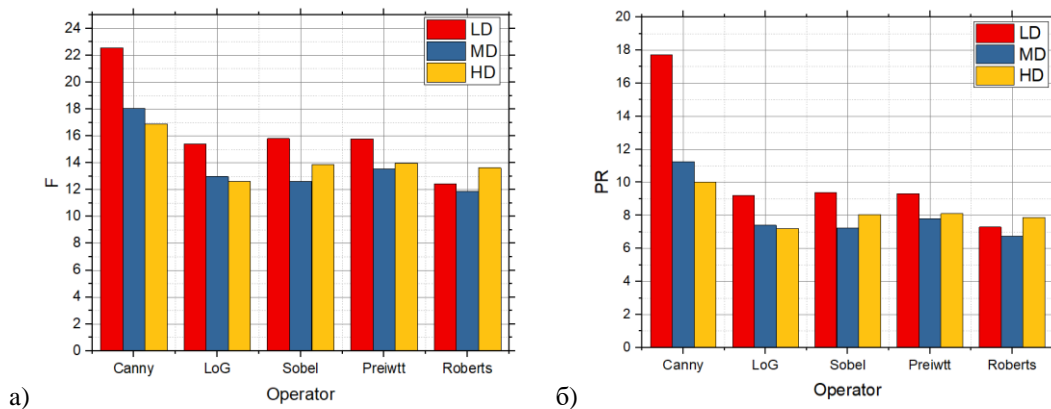 24
22
20
18
16
14
12
10
8
6
4
2
0
F
LD
MD
HD
Canny LoG Sobel Preiwtt Roberts
Operator
а)
20
18
16
14
12
10
8
6
4
2
0
PR
LD
MD
HD
Canny LoG Sobel Preiwtt Roberts
Operator
б)